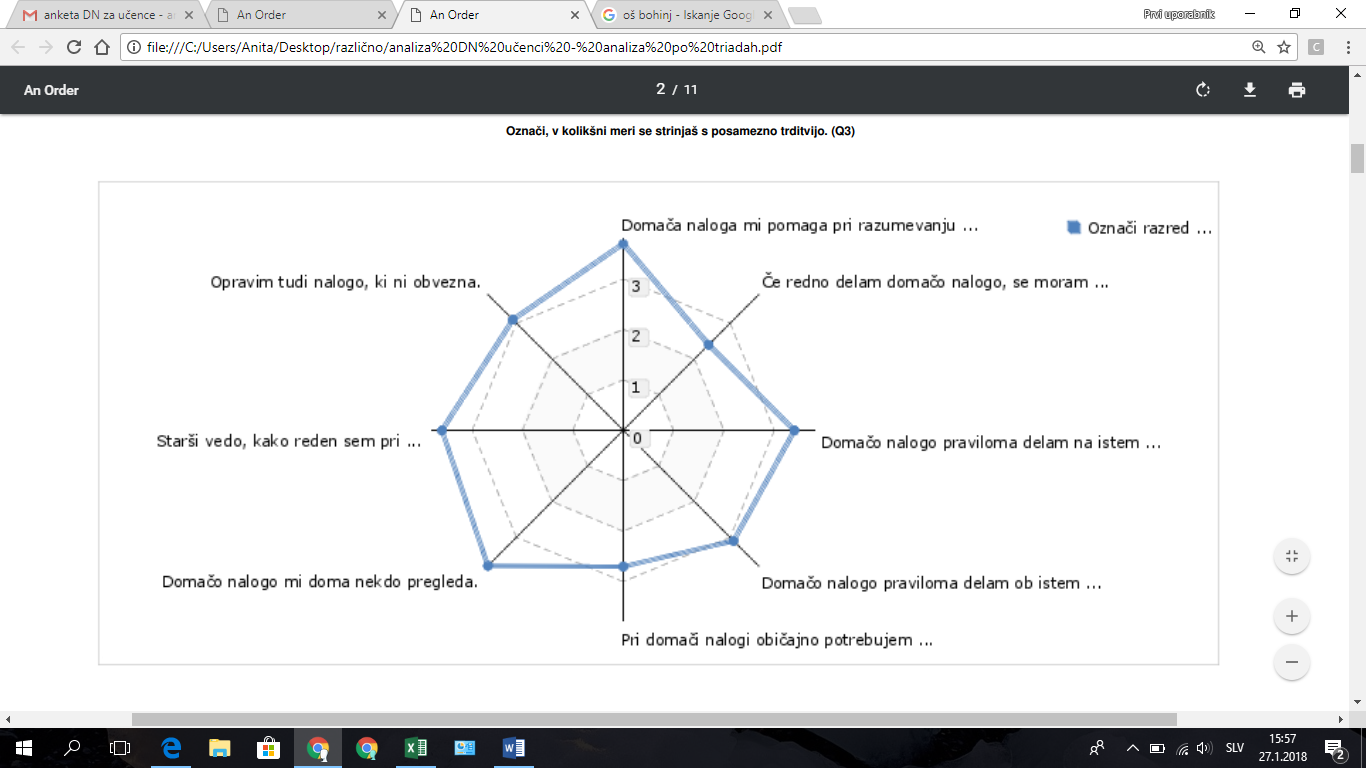 anketa DN za učence - a
An Order
An Order
oš bohinj - Iskanje Goog
Prvi uporabnik
file:///C:/Users/Anita/Desktop/različno/analiza%20DN%20učenci%20-%20analiza%20po%20triadah.pdf
An Order
2 / 11
Označi, v kolikšni meri se strinjaš s posamezno trditvijo. (Q3)
Domača naloga mi pomaga pri razumevanju ...
Označi razred ...
Opravim tudi nalogo, ki ni obvezna.
Če redno delam domačo nalogo, se moram ...
3
2
1
0
Starši vedo, kako reden sem pri ...
Domačo nalogo praviloma delam na istem ...
Domačo nalogo mi doma nekdo pregleda.
Domačo nalogo praviloma delam ob istem ...
Pri domači nalogi običajno potrebujem ...
SLV
15:57
27.1.2018
2